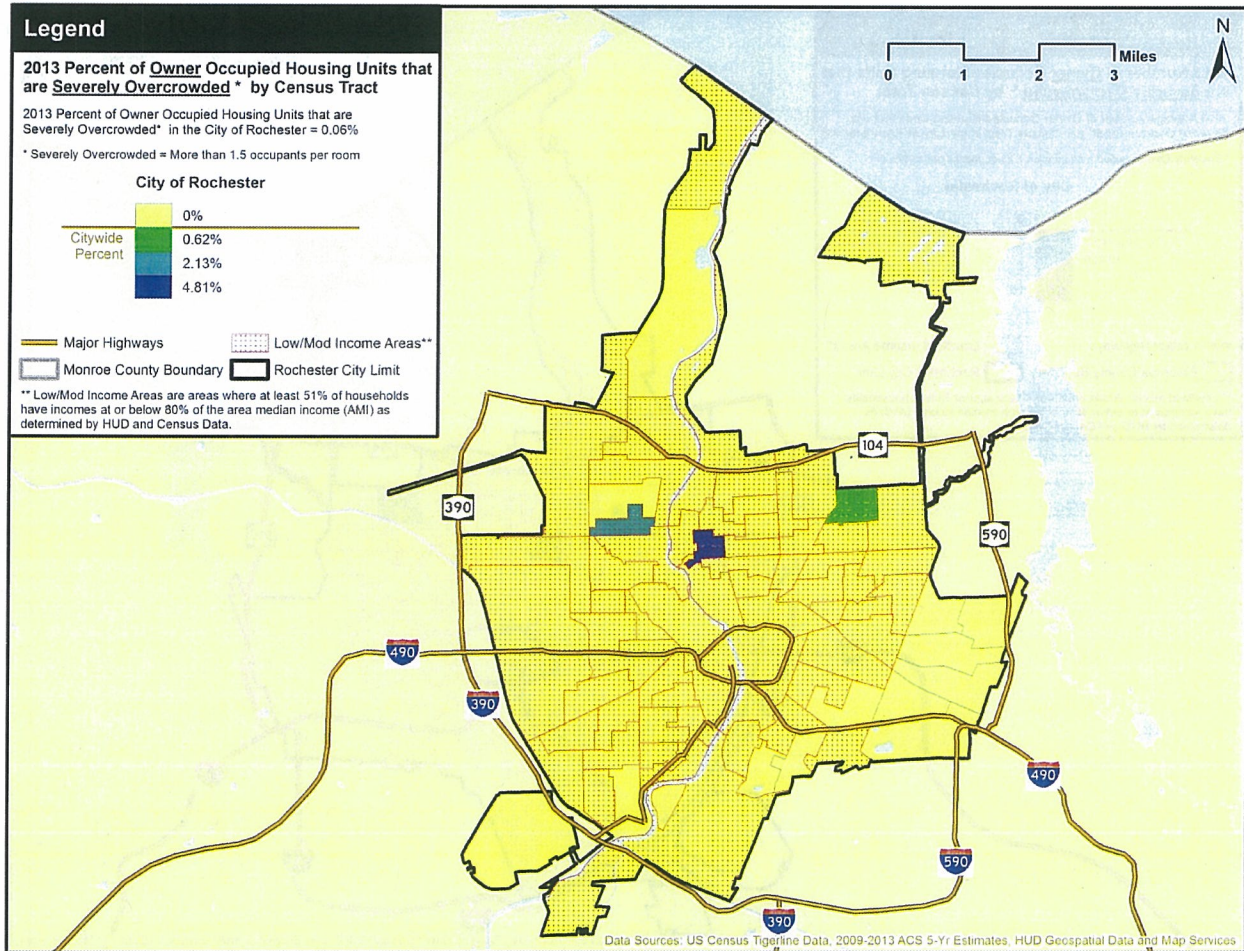 Legend
2013 Percent of Owner Occupied Housing Units that
are Severely Overcrowded * by Census Tract
2013 Percent of Owner Occupied Housing Units that are
Severely Overcrowded* in the City of Rochester = 0.06%
* Severely Overcrowded = More than 1.5 occupants per room
City of Rochester
0%
Citywide
Percent
0.62%
2.13%
4.81%
Major Highways
Low/Mod Income Areas**
Monroe County Boundary
Rochester City Limit
** Low/Mod Income Areas are areas where at least 51% of households
have incomes at or below 80% of the area median income (AMI) as
determined by HUD and Census Data.
0 1 2 3 Miles
N
104
390
590
490
390
490
590
390
Data Sources: US Census Tigerline Data, 2009-2013 ACS 5-Yr Estimates, HUD Geospatial Data and Map Services